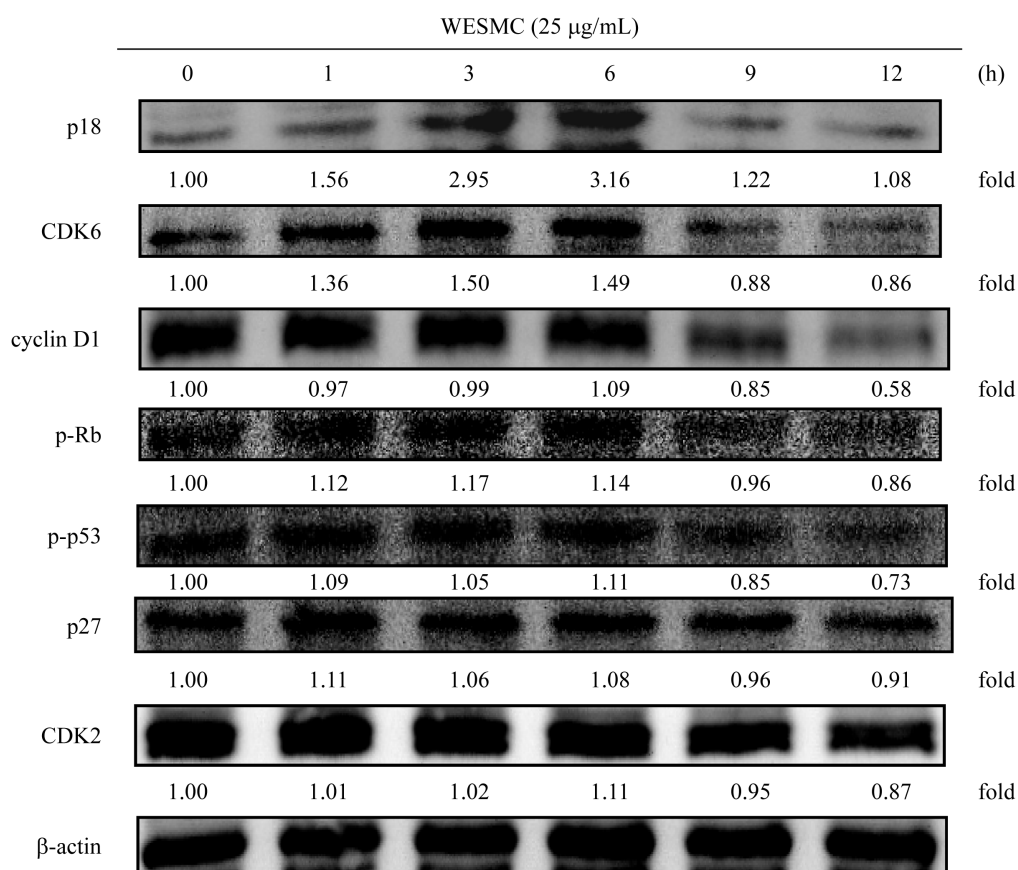 WESMC (25 μg/mL)
0 1 3 6 9 12 (h)
p18
1.00 1.56 2.95 3.16 1.22 1.08 fold
CDK6
1.00 1.36 1.50 1.49 0.88 0.86 fold
cyclin D1
1.00 0.97 0.99 1.09 0.85 0.58 fold
p-Rb
1.00 1.12 1.17 1.14 0.96 0.86 fold
p-p53
1.00 1.09 1.05 1.11 0.85 0.73 fold
p27
1.00 1.11 1.06 1.08 0.96 0.91 fold
CDK2
1.00 1.01 1.02 1.11 0.95 0.87 fold
β-actin